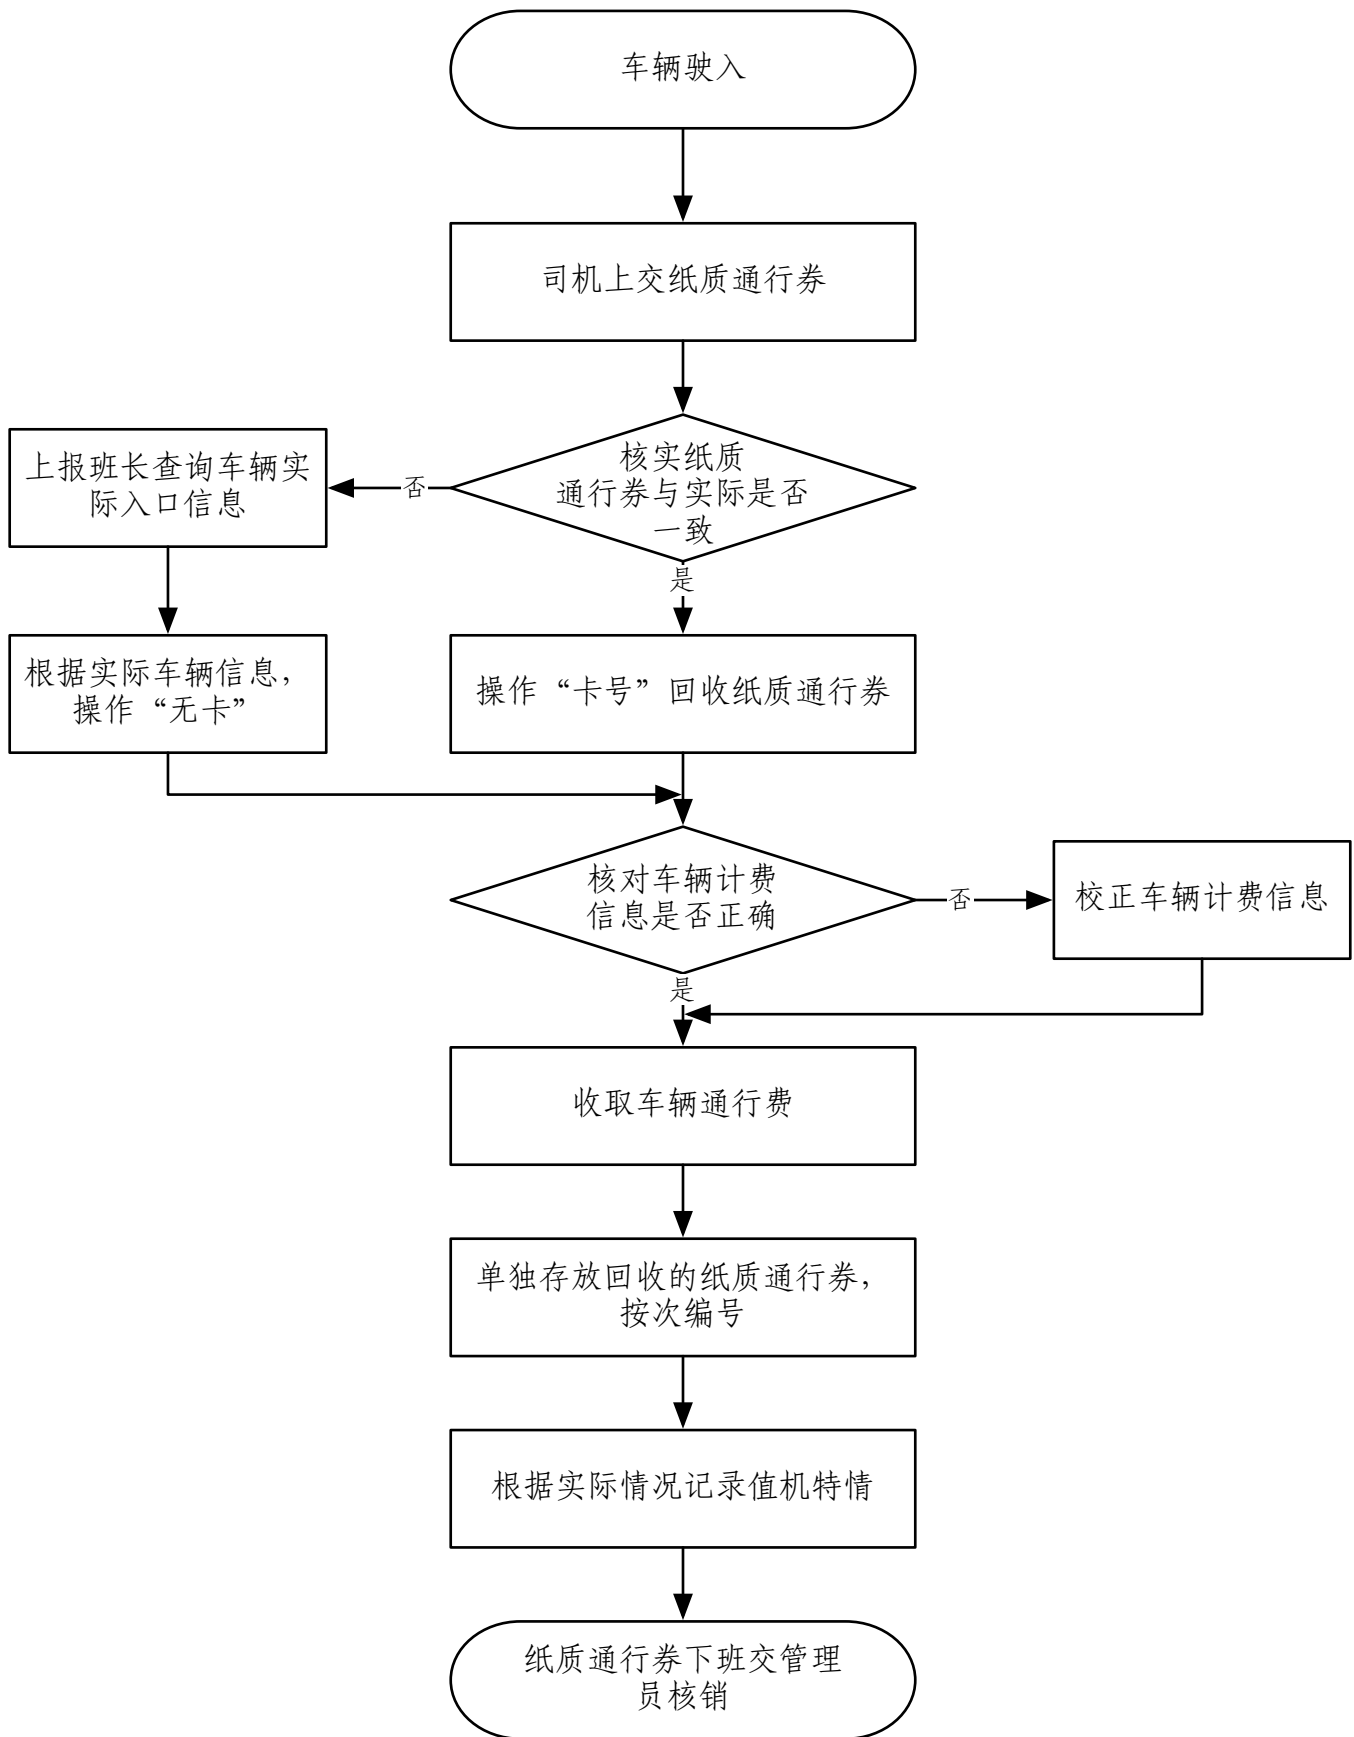 车辆驶入
司机上交纸质通行券
核实纸质
通行券与实际是否
一致
否
上报班长查询车辆实
际入口信息
是
根据实际车辆信息，
操作“无卡”
操作“卡号”回收纸质通行券
核对车辆计费
信息是否正确
否
校正车辆计费信息
是
收取车辆通行费
单独存放回收的纸质通行券，
按次编号
根据实际情况记录值机特情
纸质通行券下班交管理
员核销